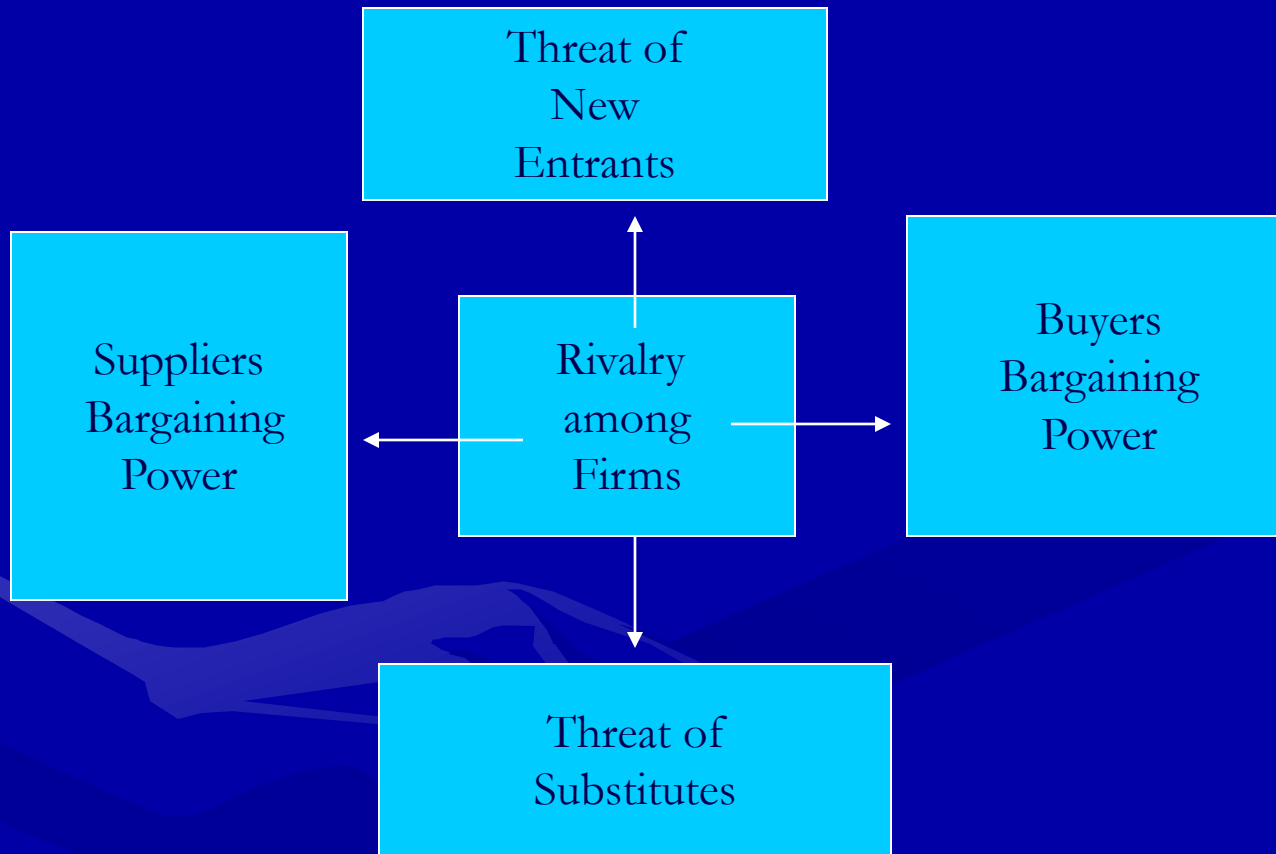 Threat of
New
Entrants
Suppliers
Bargaining
Power
Rivalry
among
Firms
Buyers
Bargaining
Power
Threat of
Substitutes